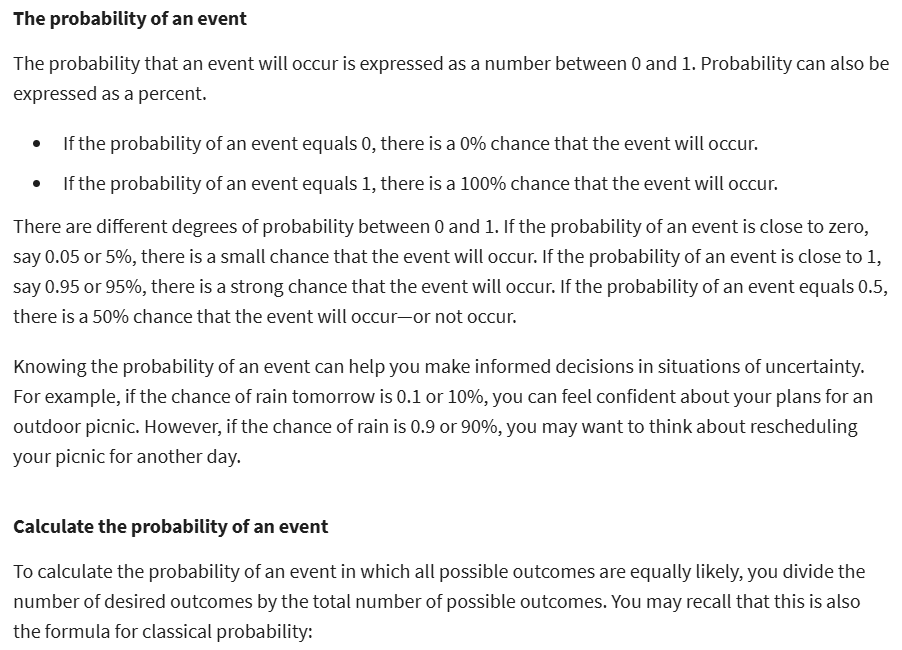 The probability of an event
The probability that an event will occur is expressed as a number between 0 and 1. Probability can also be
expressed as a percent.
• If the probability of an event equals 0, there is a 0% chance that the event will occur.
• If the probability of an event equals 1, there is a 100% chance that the event will occur.
There are different degrees of probability between 0 and 1. If the probability of an event is close to zero,
say 0.05 or 5%, there is a small chance that the event will occur. If the probability of an event is close to 1,
say 0.95 or 95%, there is a strong chance that the event will occur. If the probability of an event equals 0.5,
there is a 50% chance that the event will occur—or not occur.
Knowing the probability of an event can help you make informed decisions in situations of uncertainty.
For example, if the chance of rain tomorrow is 0.1 or 10%, you can feel confident about your plans for an
outdoor picnic. However, if the chance of rain is 0.9 or 90%, you may want to think about rescheduling
your picnic for another day.
Calculate the probability of an event
To calculate the probability of an event in which all possible outcomes are equally likely, you divide the
number of desired outcomes by the total number of possible outcomes. You may recall that this is also
the formula for classical probability: